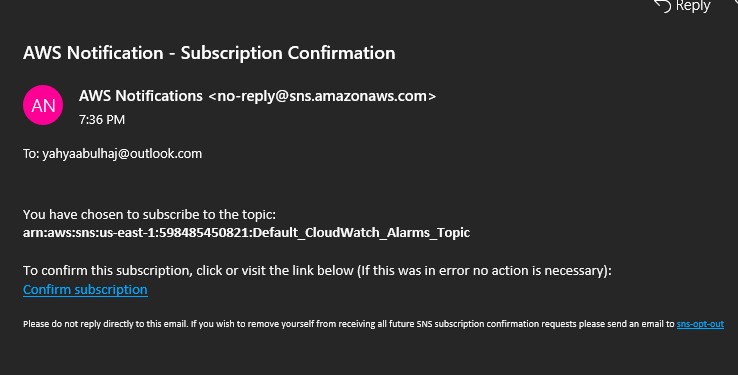 Reply
AWS Notification - Subscription Confirmation
AN
AWS Notifications <no-reply@sns.amazonaws.com>
7:36 PM
To: yahyaabulhaj@outlook.com
You have chosen to subscribe to the topic:
arn:aws:sns:us-east-1:598485450821:Default_CloudWatch_Alarms_Topic
To confirm this subscription, click or visit the link below (If this was in error no action is necessary):
Confirm subscription
Please do not reply directly to this email. If you wish to remove yourself from receiving all future SNS subscription confirmation requests please send an email to sns-opt-out